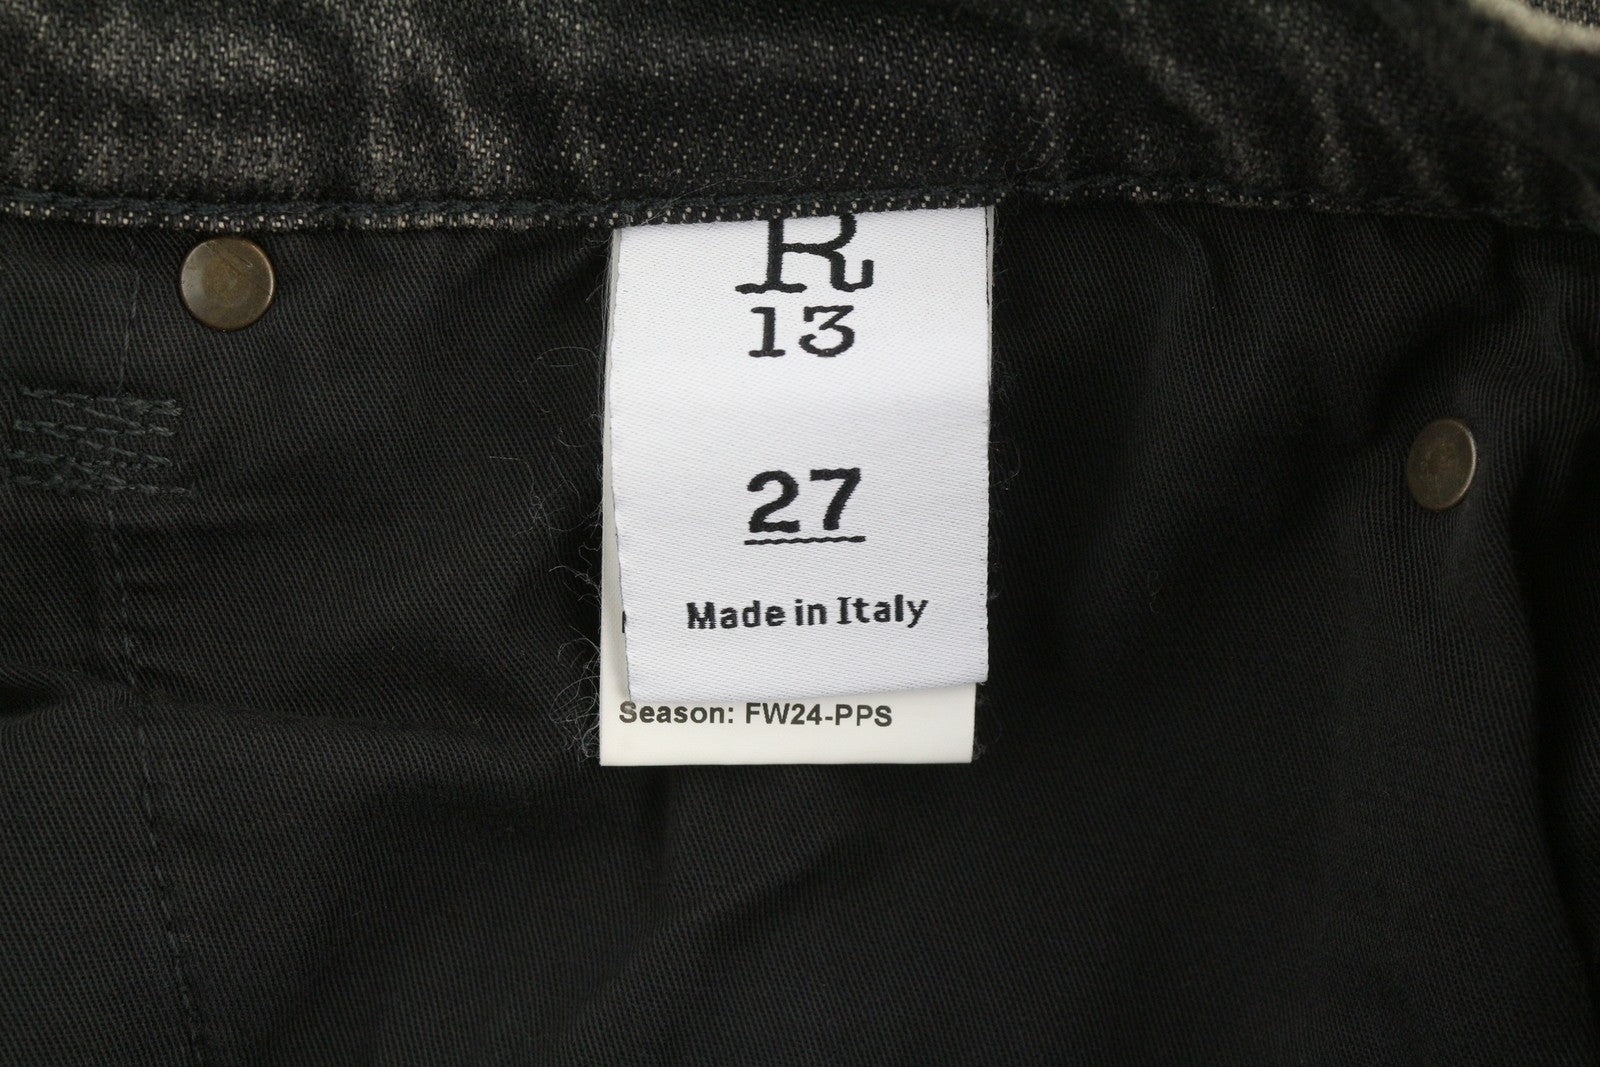 R
13
27
Made in Italy
Season: FW24-PPS